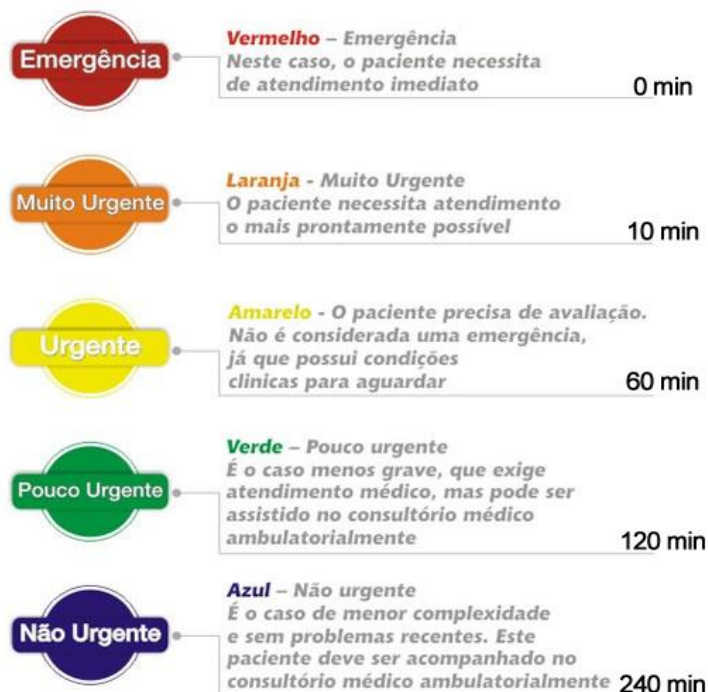 Emergência
Vermelho – Emergência
Neste caso, o paciente necessita
de atendimento imediato
0 min
Muito Urgente
Laranja - Muito Urgente
O paciente necessita atendimento
o mais prontamente possível
10 min
Urgente
Amarelo - O paciente precisa de avaliação.
Não é considerada uma emergência,
já que possui condições
clinicas para aguardar
60 min
Pouco Urgente
Verde – Pouco urgente
É o caso menos grave, que exige
atendimento médico, mas pode ser
assistido no consultório médico
ambulatorialmente
120 min
Não Urgente
Azul – Não urgente
É o caso de menor complexidade
e sem problemas recentes. Este
paciente deve ser acompanhado no
consultório médico ambulatorialmente
240 min